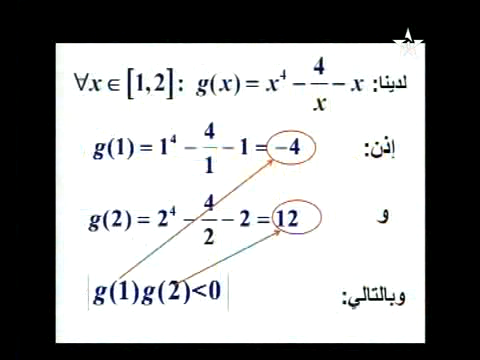 لدينا: ∀x ∈ [1,2]: g(x) = x⁴ − 4/x − x
إذن: g(1) = 1⁴ − 4/1 − 1 = −4
و g(2) = 2⁴ − 4/2 − 2 = 12
وبالتالي: g(1)g(2)<0